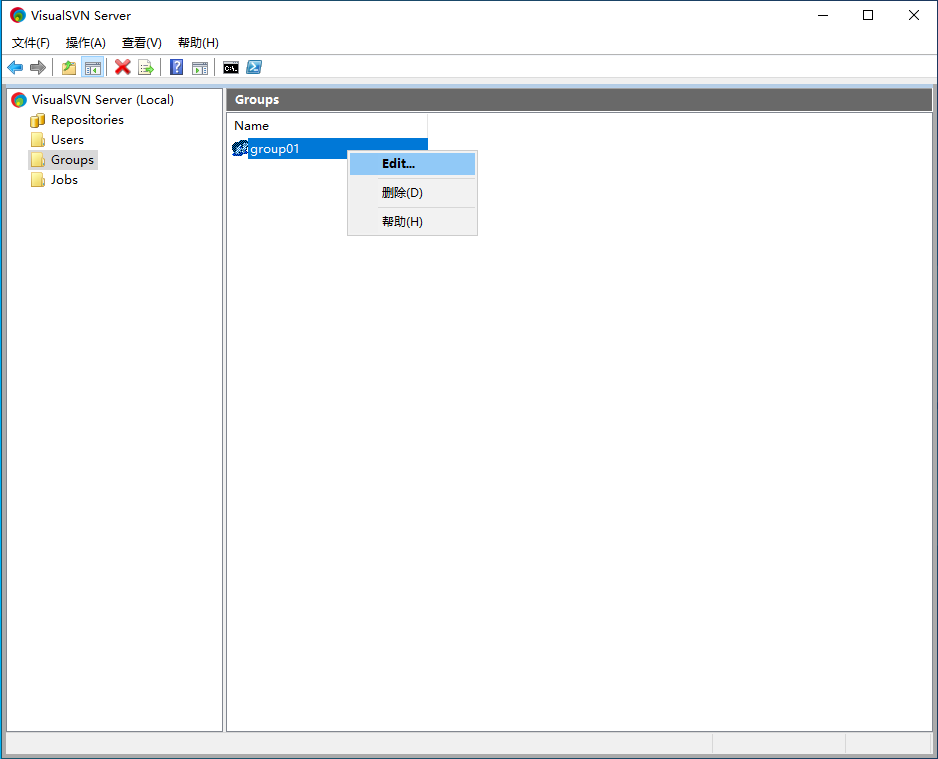 VisualSVN Server
文件(F) 操作(A) 查看(V) 帮助(H)
C:\.
VisualSVN Server (Local)
Repositories
Users
Groups
Jobs
Groups
Name
group01
Edit...
删除(D)
帮助(H)